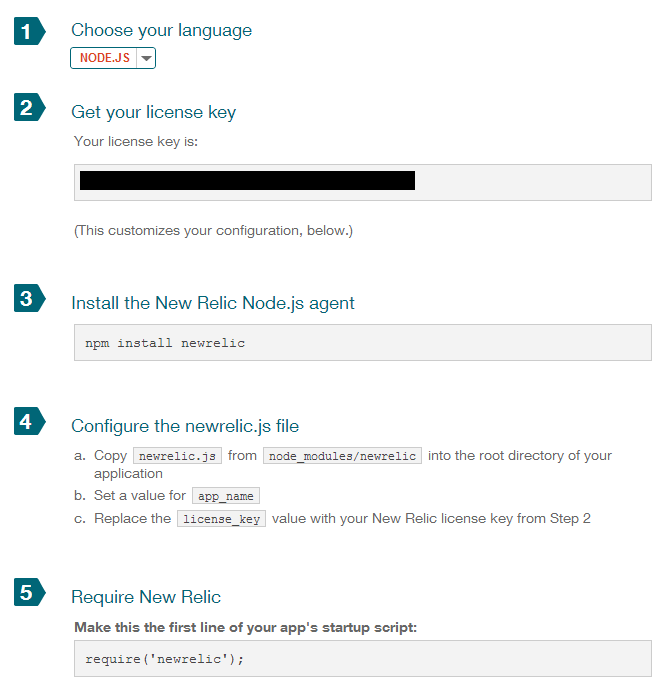 1 Choose your language
NODE.JS
2 Get your license key
Your license key is:
(This customizes your configuration, below.)
3 Install the New Relic Node.js agent
npm install newrelic
4 Configure the newrelic.js file
a. Copy newrelic.js from node_modules/newrelic into the root directory of your
application
b. Set a value for app_name
c. Replace the license_key value with your New Relic license key from Step 2
5 Require New Relic
Make this the first line of your app's startup script:
require('newrelic');